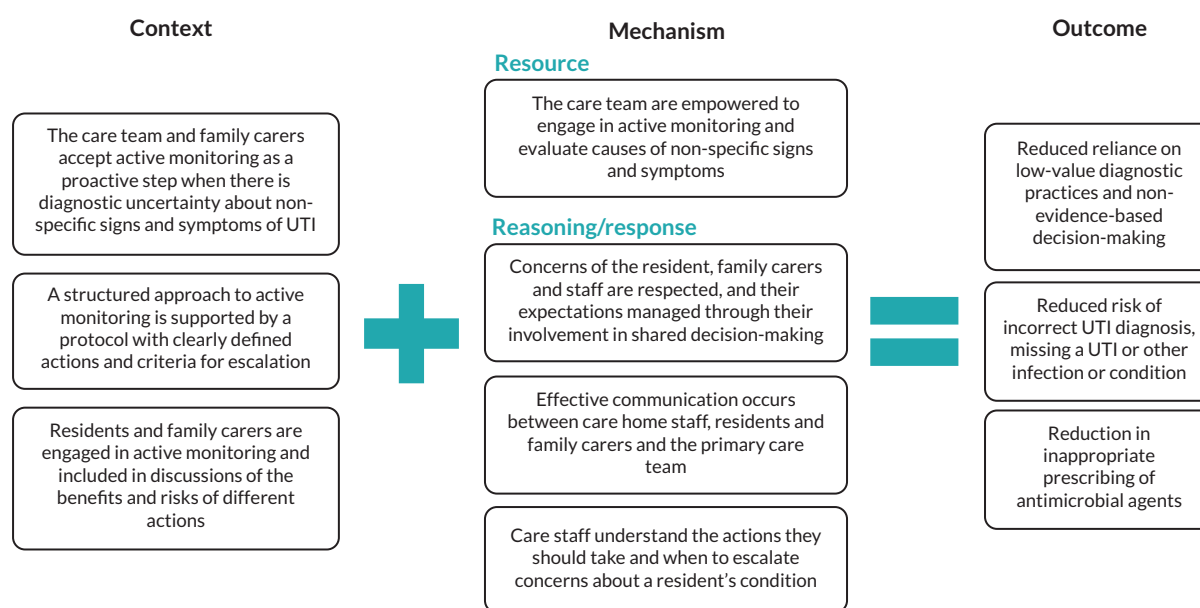 Context
The care team and family carers
accept active monitoring as a
proactive step when there is
diagnostic uncertainty about non-
specific signs and symptoms of UTI
A structured approach to active
monitoring is supported by a
protocol with clearly defined
actions and criteria for escalation
Residents and family carers are
engaged in active monitoring and
included in discussions of the
benefits and risks of different
actions
Mechanism
Resource
The care team are empowered to
engage in active monitoring and
evaluate causes of non-specific signs
and symptoms
Reasoning/response
Concerns of the resident, family carers
and staff are respected, and their
expectations managed through their
involvement in shared decision-making
Effective communication occurs
between care home staff, residents and
family carers and the primary care
team
Care staff understand the actions they
should take and when to escalate
concerns about a resident’s condition
Outcome
Reduced reliance on
low-value diagnostic
practices and non-
evidence-based
decision-making
Reduced risk of
incorrect UTI diagnosis,
missing a UTI or other
infection or condition
Reduction in
inappropriate
prescribing of
antimicrobial agents